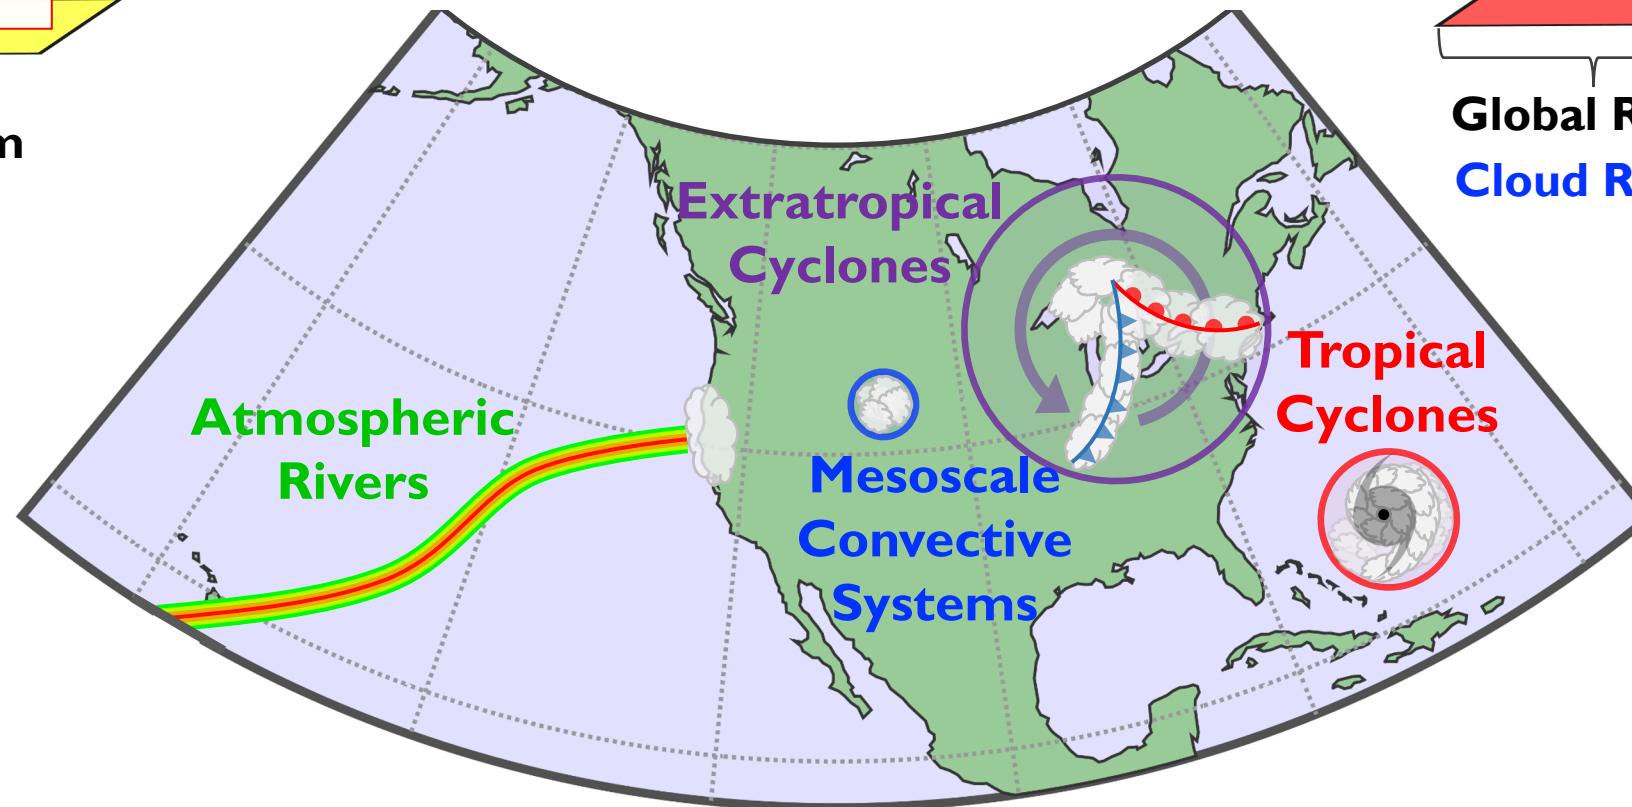 m
Global R
Cloud R
Extratropical
Cyclones
Tropical
Cyclones
Atmospheric
Rivers
Mesoscale
Convective
Systems